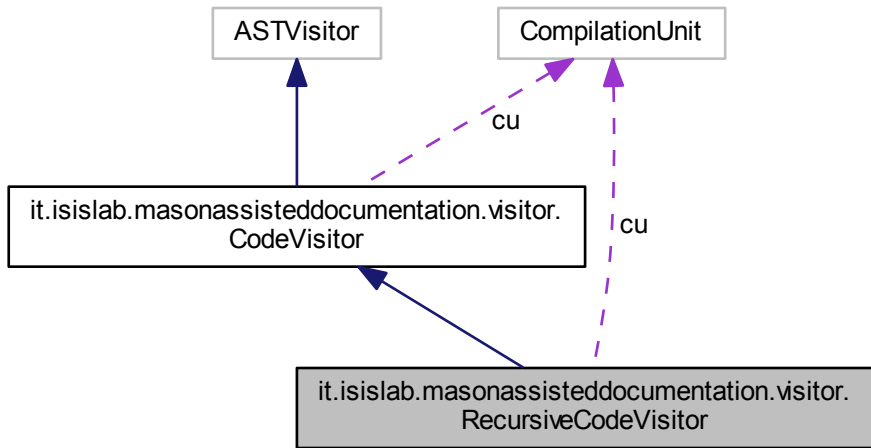 ASTVisitor
CompilationUnit
cu
it.isislab.masonassisteddocumentation.visitor.
CodeVisitor
cu
it.isislab.masonassisteddocumentation.visitor.
RecursiveCodeVisitor